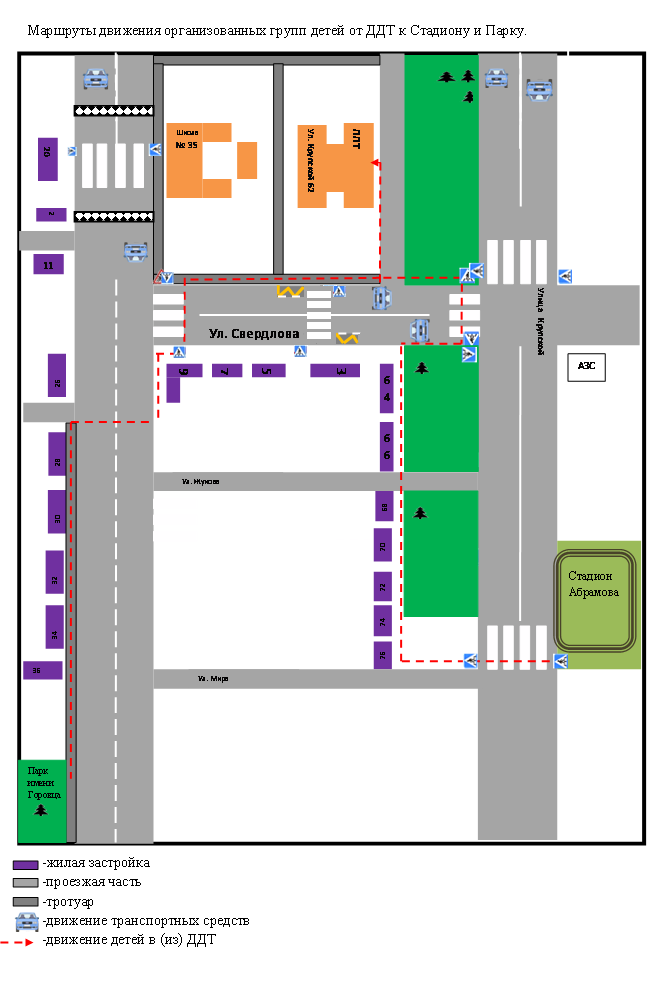 Маршруты движения организованных групп детей от ДДТ к Стадиону и Парку.
20
Школа
№ 35
Ул. Крупской 62
ДДТ
2
11
Улица Крупской
Ул. Свердлова
АЗС
9
7
5
3
26
6
4
28
6
6
Ул. Жукова
30
68
70
32
Стадион
Абрамова
72
34
74
76
36
Ул. Мира
Парк
имени
Горовца
-жилая застройка
-проезжая часть
-тротуар
-движение транспортных средств
-движение детей в (из) ДДТ